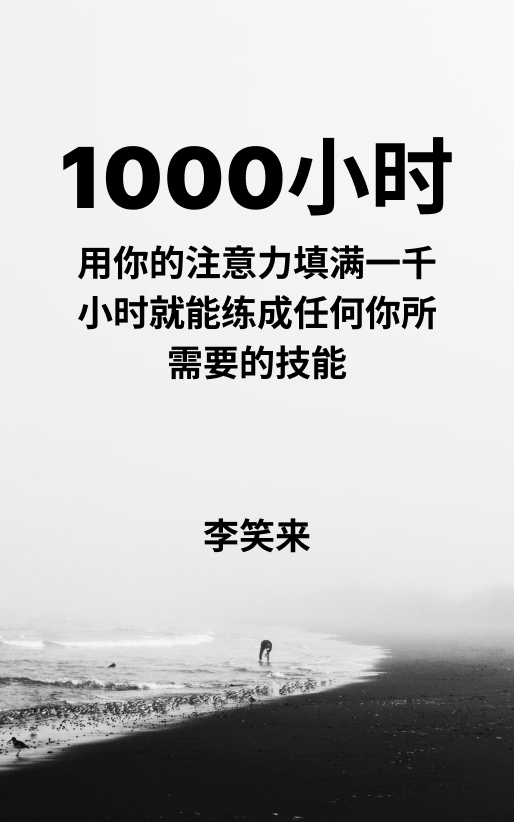 1000小时
用你的注意力填满一千
小时就能练成任何你所
需要的技能
李笑来